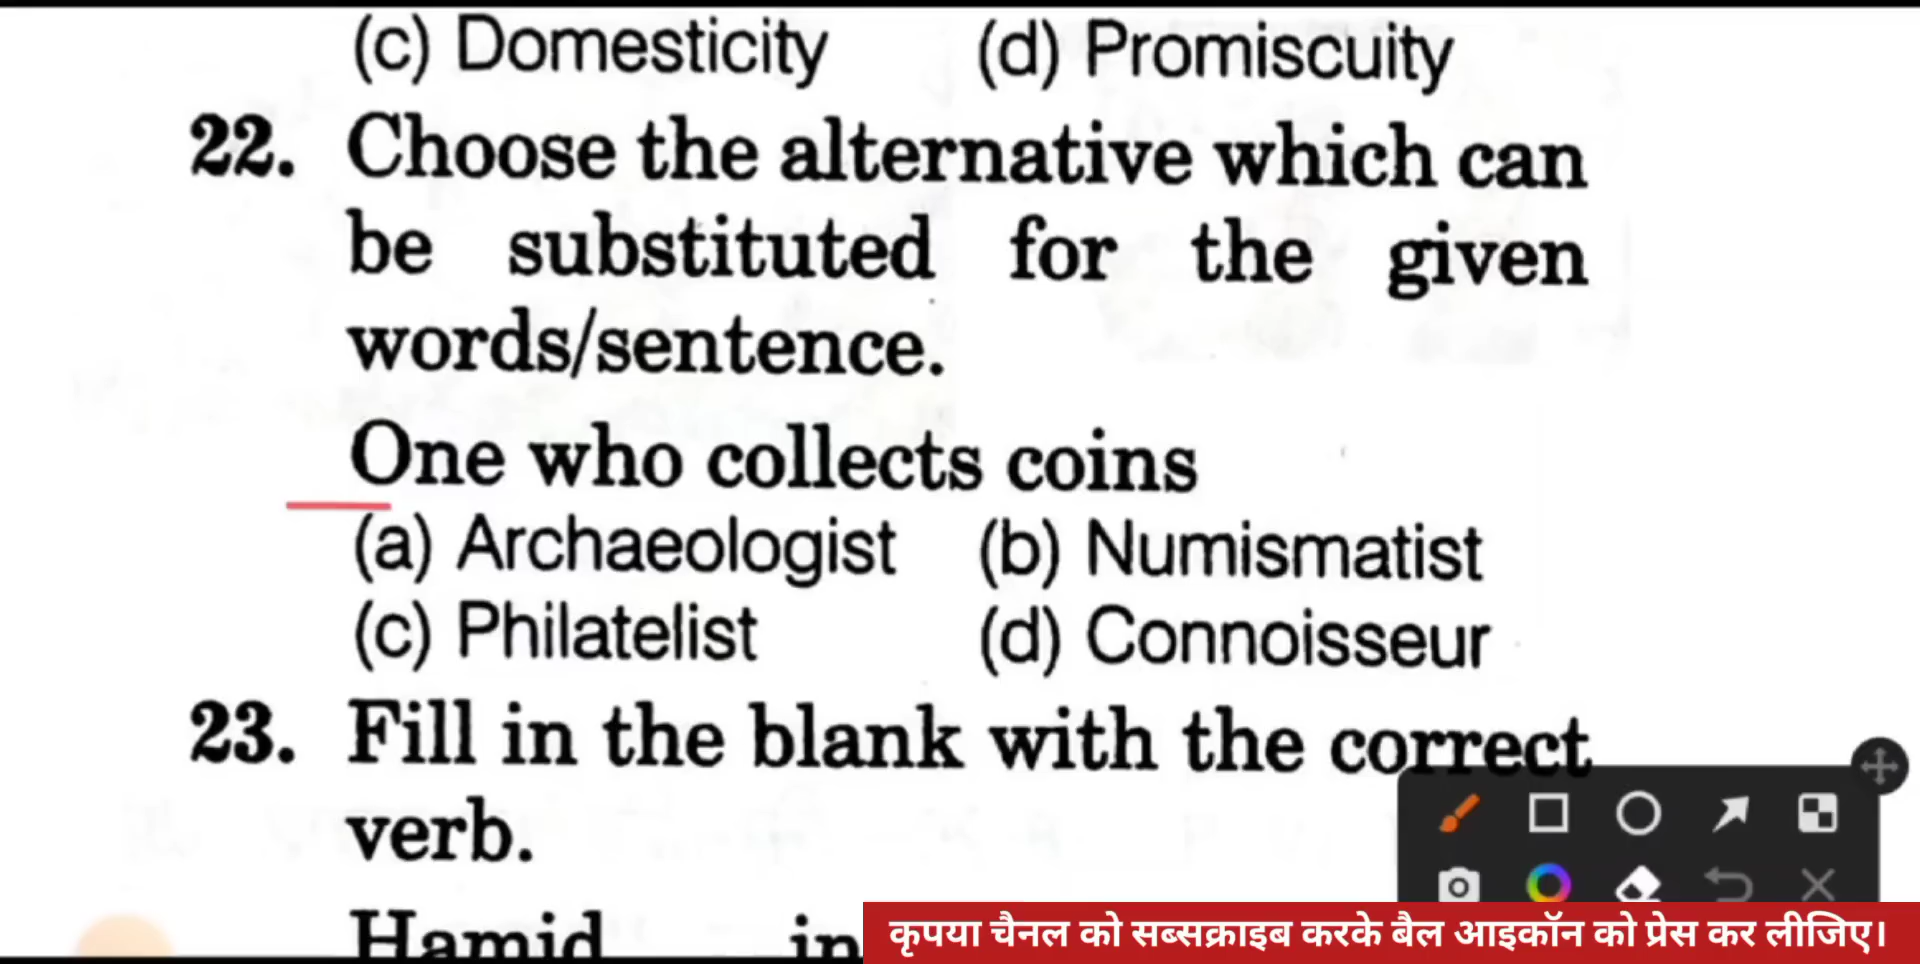 (c) Domesticity (d) Promiscuity
22. Choose the alternative which can
be substituted for the given
words/sentence.
One who collects coins
(a) Archaeologist (b) Numismatist
(c) Philatelist (d) Connoisseur
23. Fill in the blank with the correct
verb.
Hamid in
कृपया चैनल को सब्सक्राइब करके बैल आइकॉन को प्रेस कर लीजिए।